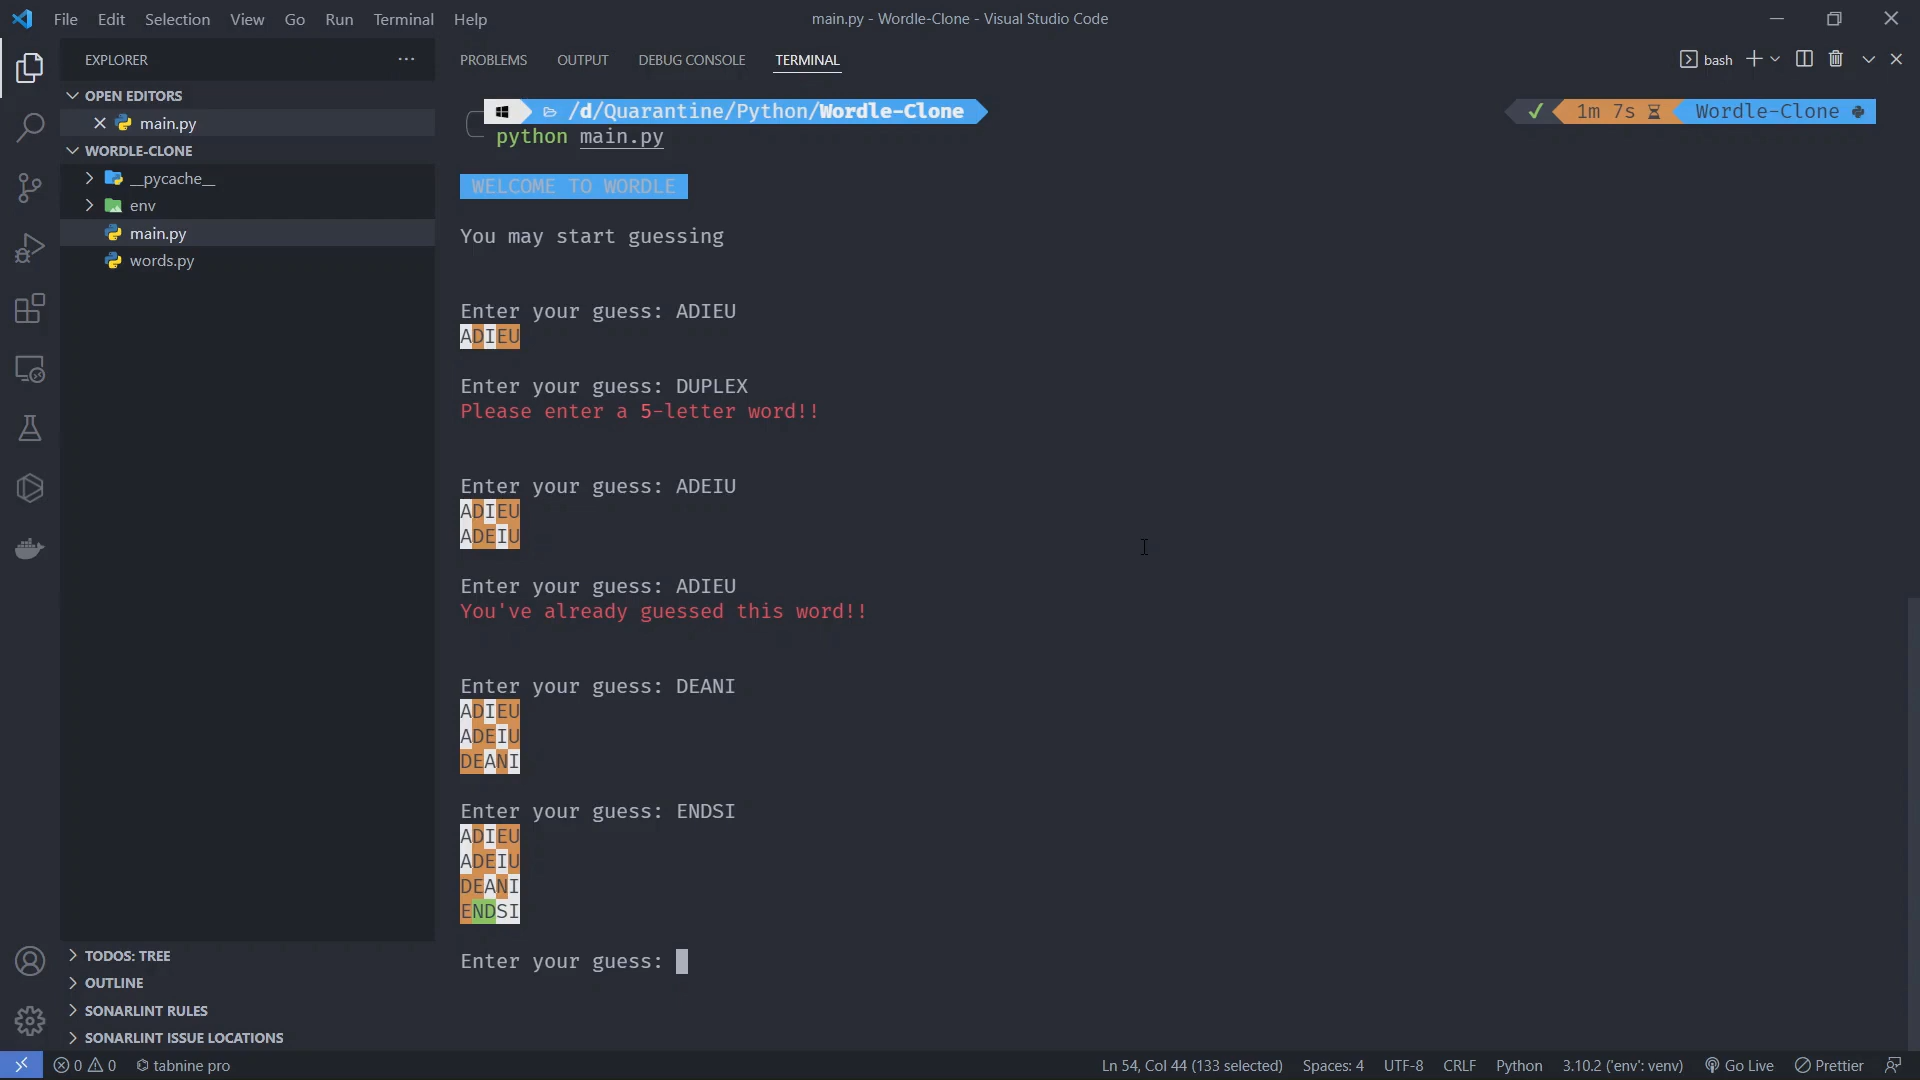 File Edit Selection View Go Run Terminal Help
main.py - Wordle-Clone - Visual Studio Code
EXPLORER
OPEN EDITORS
main.py
WORDLE-CLONE
__pycache__
env
main.py
words.py
TODOS: TREE
OUTLINE
SONARLINT RULES
SONARLINT ISSUE LOCATIONS
PROBLEMS OUTPUT DEBUG CONSOLE TERMINAL
bash
/d/Quarantine/Python/Wordle-Clone
1m 7s Wordle-Clone
python main.py
WELCOME TO WORDLE
You may start guessing
Enter your guess: ADIEU
ADIEU
Enter your guess: DUPLEX
Please enter a 5-letter word!!
Enter your guess: ADEIU
ADIEU
ADEIU
Enter your guess: ADIEU
You've already guessed this word!!
Enter your guess: DEANI
ADIEU
ADEIU
DEANI
Enter your guess: ENDSI
ADIEU
ADEIU
DEANI
ENDSI
Enter your guess:
0 0 tabnine pro
Ln 54, Col 44 (133 selected) Spaces: 4 UTF-8 CRLF Python 3.10.2 ('env': venv) Go Live Prettier